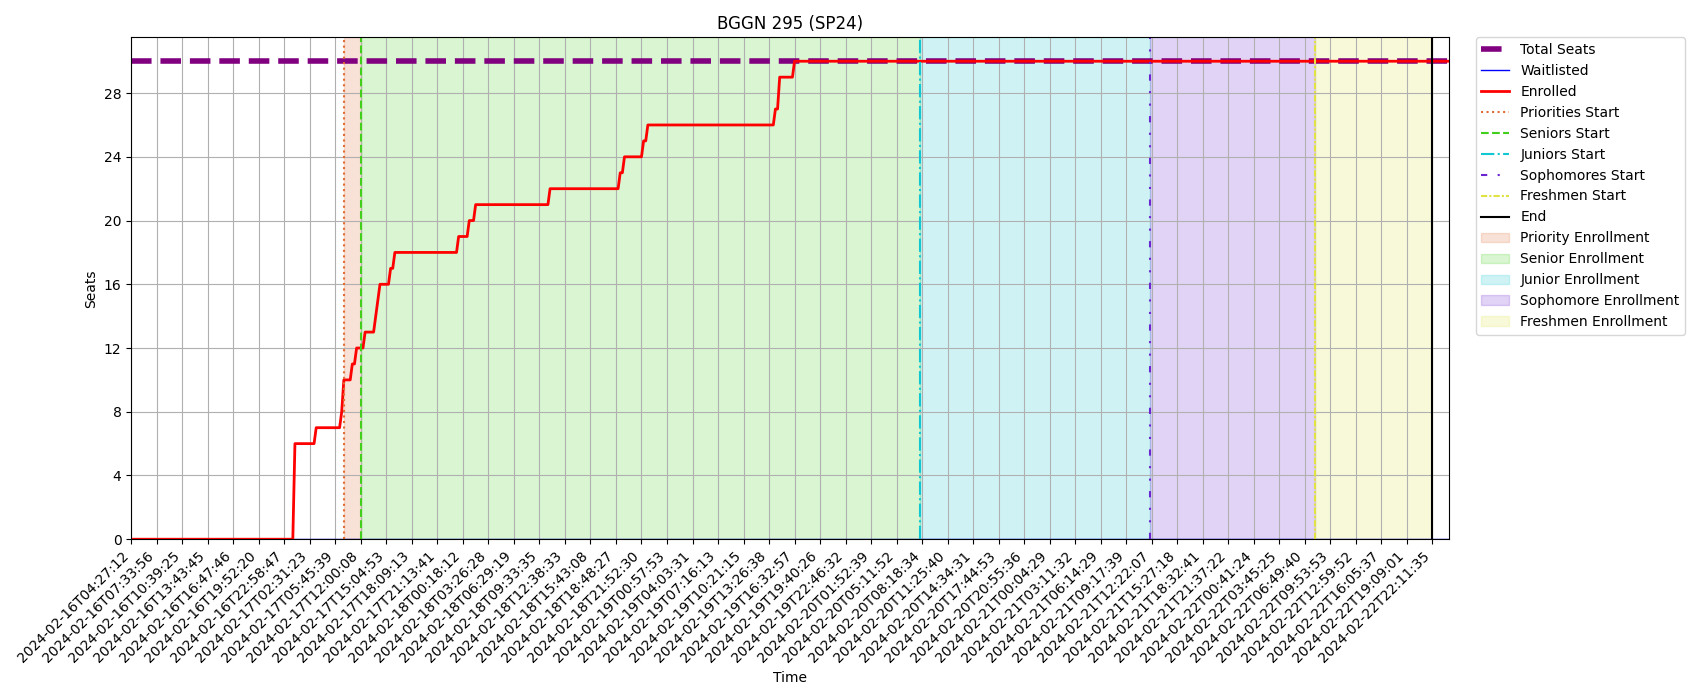 BGGN 295 (SP24)
Seats
28
24
20
16
12
8
4
0
2024-02-16T04:27:12
2024-02-16T07:33:56
2024-02-16T10:39:25
2024-02-16T13:43:45
2024-02-16T16:47:46
2024-02-16T19:52:20
2024-02-16T22:58:47
2024-02-17T02:31:23
2024-02-17T05:45:39
2024-02-17T12:00:08
2024-02-17T15:04:53
2024-02-17T18:09:13
2024-02-17T21:13:41
2024-02-18T00:18:12
2024-02-18T03:26:28
2024-02-18T06:29:19
2024-02-18T09:33:35
2024-02-18T12:38:33
2024-02-18T15:43:08
2024-02-18T18:48:27
2024-02-18T21:52:30
2024-02-19T00:57:53
2024-02-19T04:03:31
2024-02-19T07:16:13
2024-02-19T10:21:15
2024-02-19T13:26:38
2024-02-19T16:32:57
2024-02-19T19:40:26
2024-02-19T22:46:32
2024-02-20T01:52:39
2024-02-20T05:11:52
2024-02-20T08:18:34
2024-02-20T11:25:40
2024-02-20T14:34:31
2024-02-20T17:44:53
2024-02-20T20:55:36
2024-02-21T00:04:29
2024-02-21T03:11:32
2024-02-21T06:14:29
2024-02-21T09:17:39
2024-02-21T12:22:07
2024-02-21T15:27:18
2024-02-21T18:32:41
2024-02-21T21:37:22
2024-02-22T00:41:24
2024-02-22T03:45:25
2024-02-22T06:49:40
2024-02-22T09:53:53
2024-02-22T12:59:52
2024-02-22T16:05:37
2024-02-22T19:09:01
2024-02-22T22:11:35
Time
Total Seats
Waitlisted
Enrolled
Priorities Start
Seniors Start
Juniors Start
Sophomores Start
Freshmen Start
End
Priority Enrollment
Senior Enrollment
Junior Enrollment
Sophomore Enrollment
Freshmen Enrollment